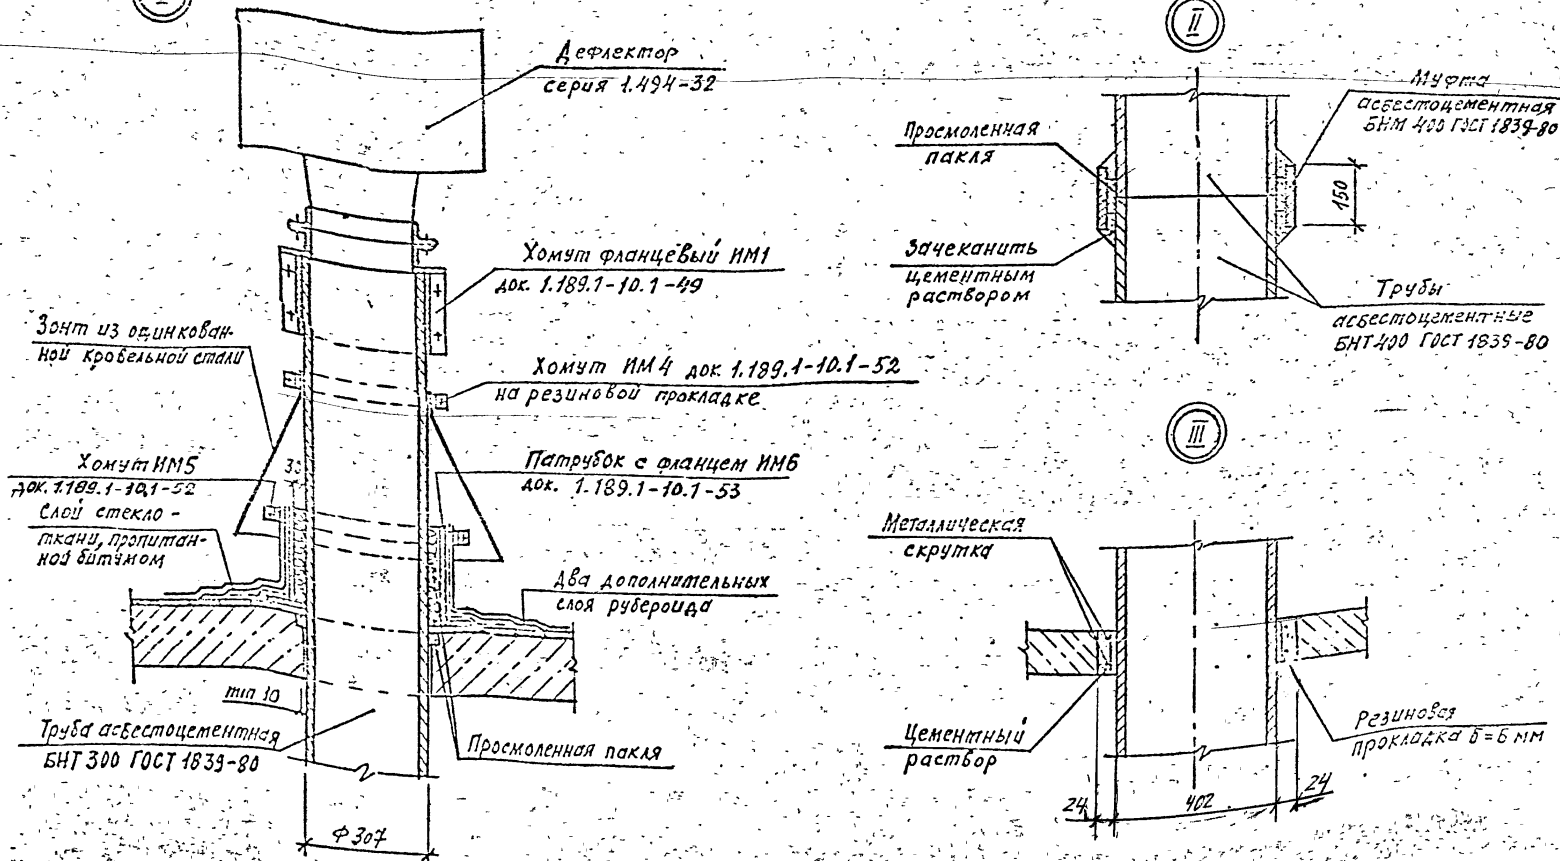 I
Дефлектор
серия 1.494-32
Хомут фланцевый ИМ1
док. 1.189.1-10.1-49
Зонт из оцинкован-
ной кровельной стали
Хомут ИМ4 док 1.189.1-10.1-52
на резиновой прокладке
Хомут ИМ5
док. 1.189.1-10.1-52
Слой стекло-
ткани, пропитан-
ной битумом
Патрубок с фланцем ИМ6
док. 1.189.1-10.1-53
Два дополнительных
слоя рубероида
min 10
Труба асбестоцементная
БНТ 300 ГОСТ 1839-80
Просмоленная пакля
Ф307
II
Муфта
асбестоцементная
БНМ 400 ГОСТ 1839-80
Просмоленная
пакля
150
Зачеканить
цементным
раствором
Трубы
асбестоцементные
БНТ 400 ГОСТ 1839-80
III
Металлическая
скрутка
Цементный
раствор
Резиновая
прокладка δ=6 мм
24
402
24